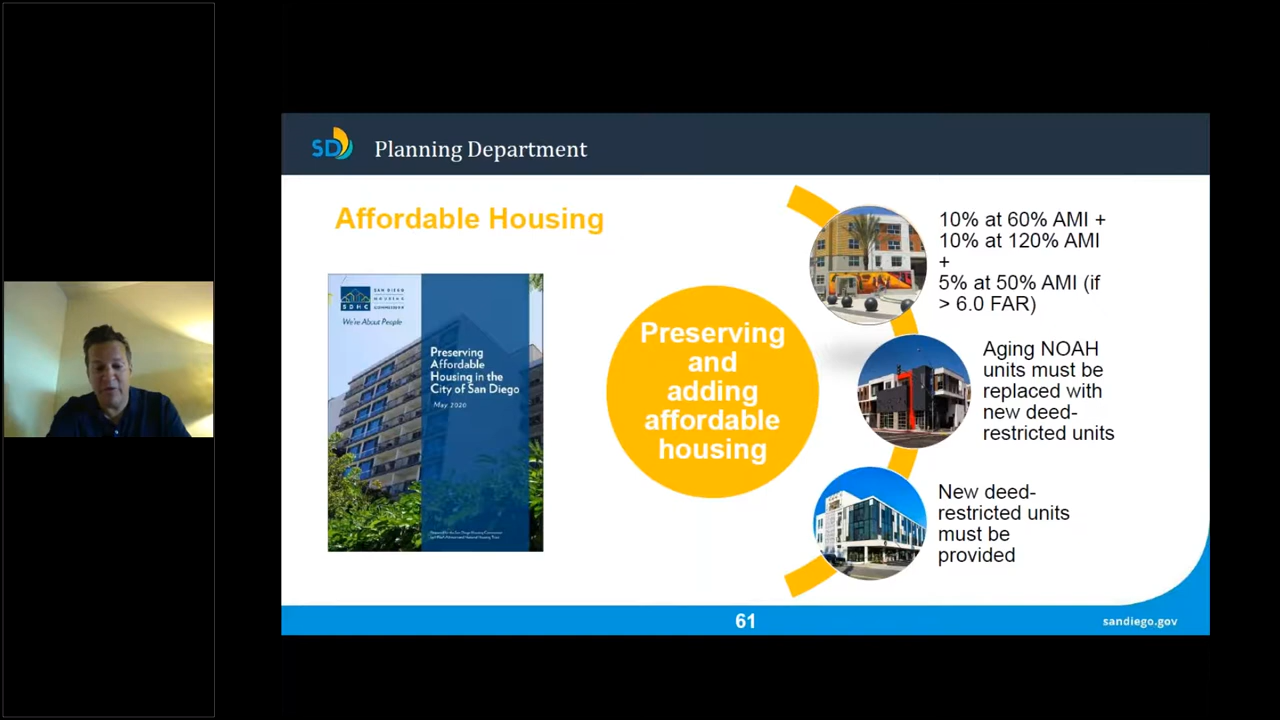 SD
Planning Department
Affordable Housing
SDHC
SAN DIEGO
HOUSING
COMMISSION
We're About People
Preserving
Affordable
Housing in the
City of San Diego
May 2020
Preserving
and
adding
affordable
housing
10% at 60% AMI +
10% at 120% AMI
+
5% at 50% AMI (if
> 6.0 FAR)
Aging NOAH
units must be
replaced with
new deed-
restricted units
New deed-
restricted units
must be
provided
61
sandiego.gov